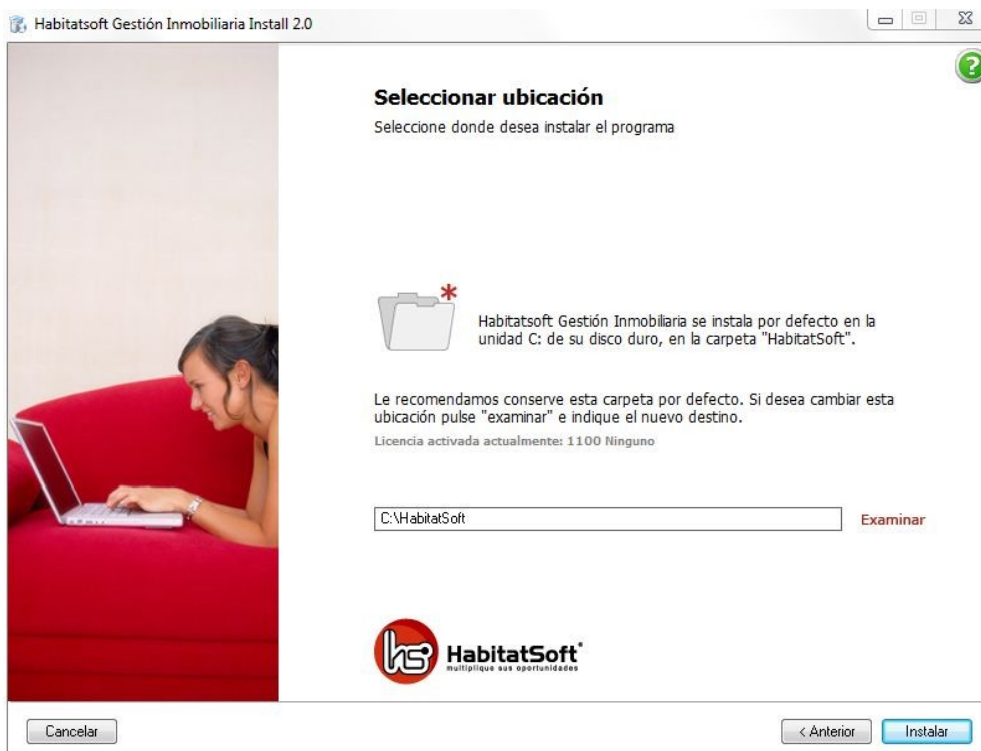 Habitatsoft Gestión Inmobiliaria Install 2.0
?
Seleccionar ubicación
Seleccione donde desea instalar el programa
Habitatsoft Gestión Inmobiliaria se instala por defecto en la
unidad C: de su disco duro, en la carpeta "HabitatSoft".
Le recomendamos conserve esta carpeta por defecto. Si desea cambiar esta
ubicación pulse "examinar" e indique el nuevo destino.
Licencia activada actualmente: 1100 Ninguno
C:\HabitatSoft
Examinar
hs HabitatSoft
multiplique sus oportunidades
Cancelar
< Anterior
Instalar